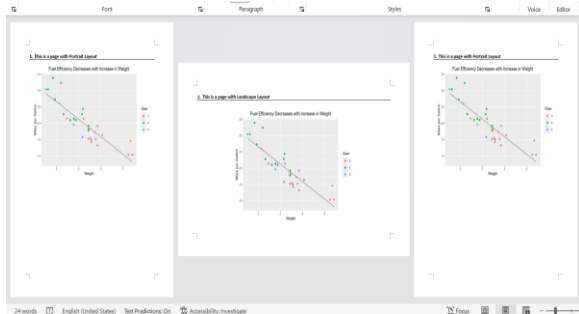 Font Paragraph Styles Voice Editor
1. This is a page with Portrait Layout
Fuel Efficiency Decreases with Increase in Weight
Gear
Weight
2. This is a page with Landscape Layout
Fuel Efficiency Decreases with Increase in Weight
Gear
Weight
3. This is a page with Portrait Layout
Fuel Efficiency Decreases with Increase in Weight
Gear
Weight
24 words English (United States) Text Predictions: On Accessibility: Investigate Focus